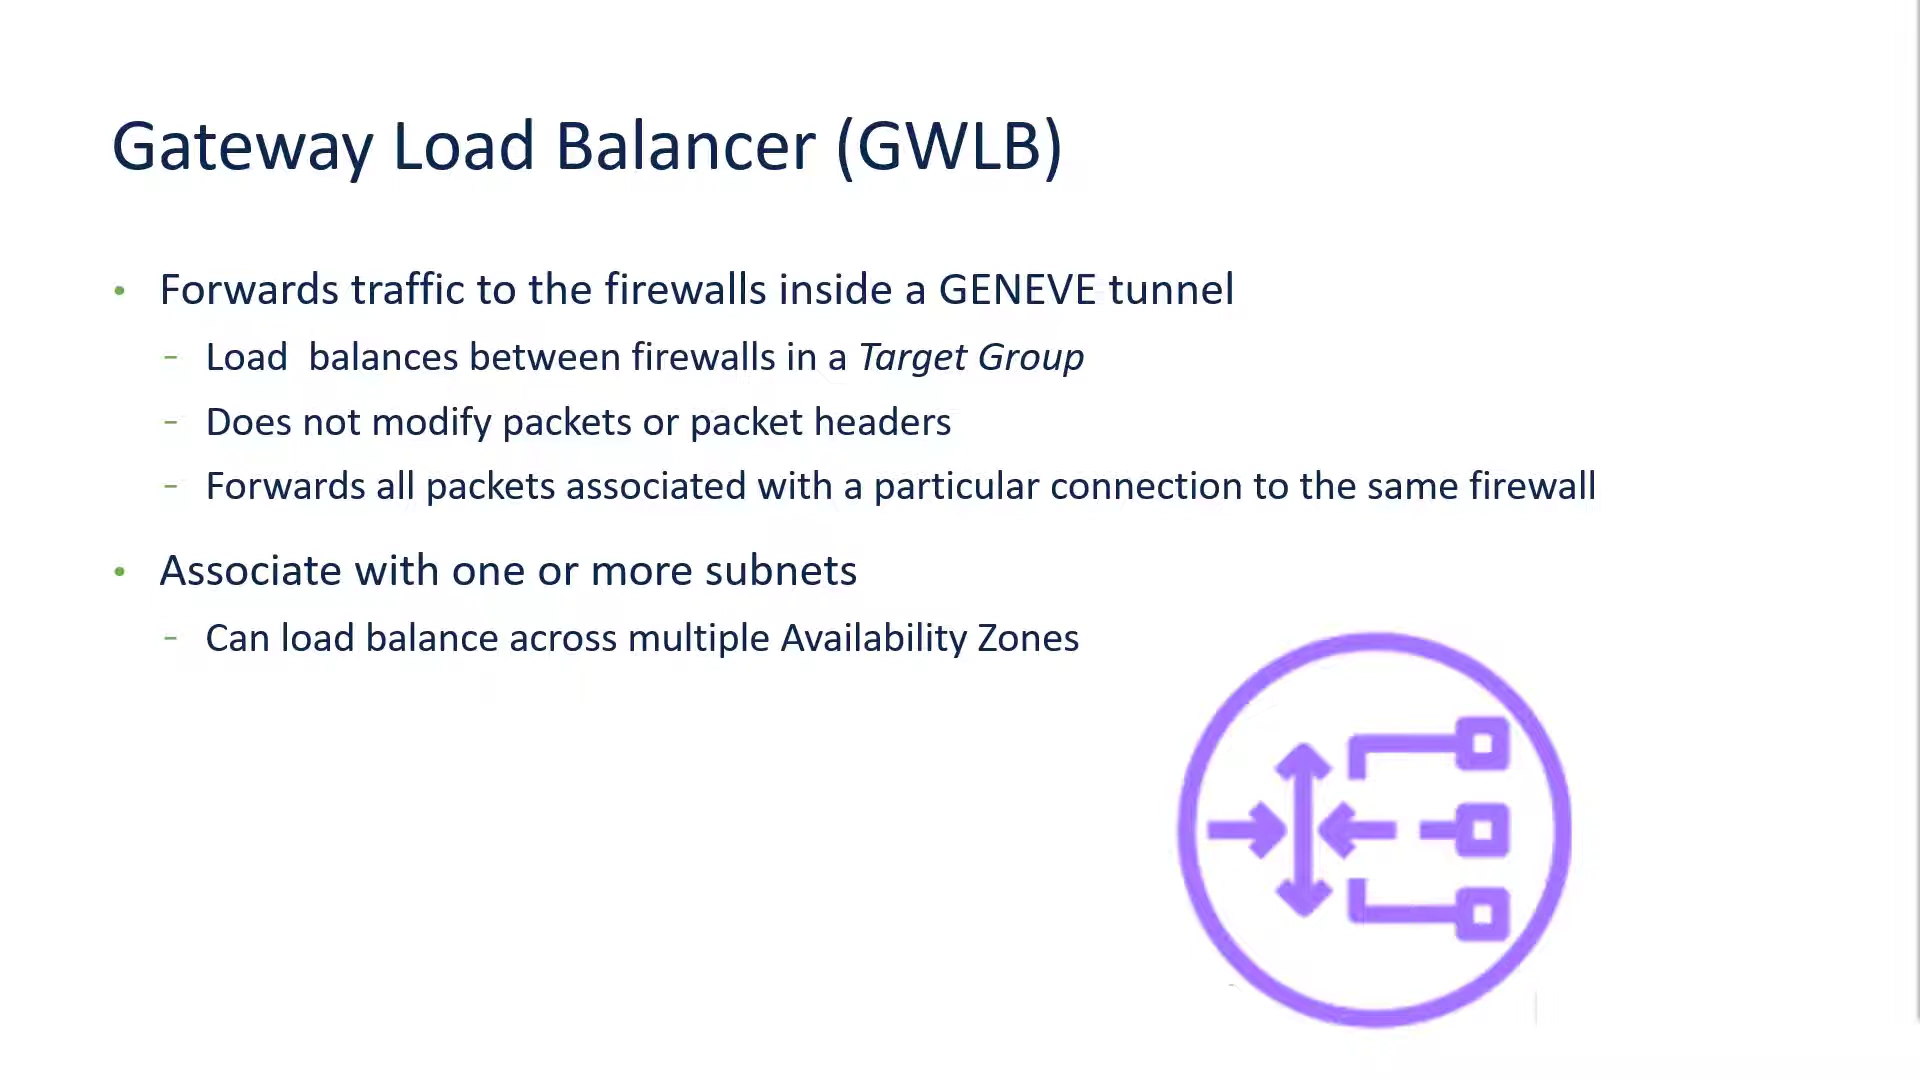 Gateway Load Balancer (GWLB)
• Forwards traffic to the firewalls inside a GENEVE tunnel
- Load  balances between firewalls in a Target Group
- Does not modify packets or packet headers
- Forwards all packets associated with a particular connection to the same firewall
• Associate with one or more subnets
- Can load balance across multiple Availability Zones